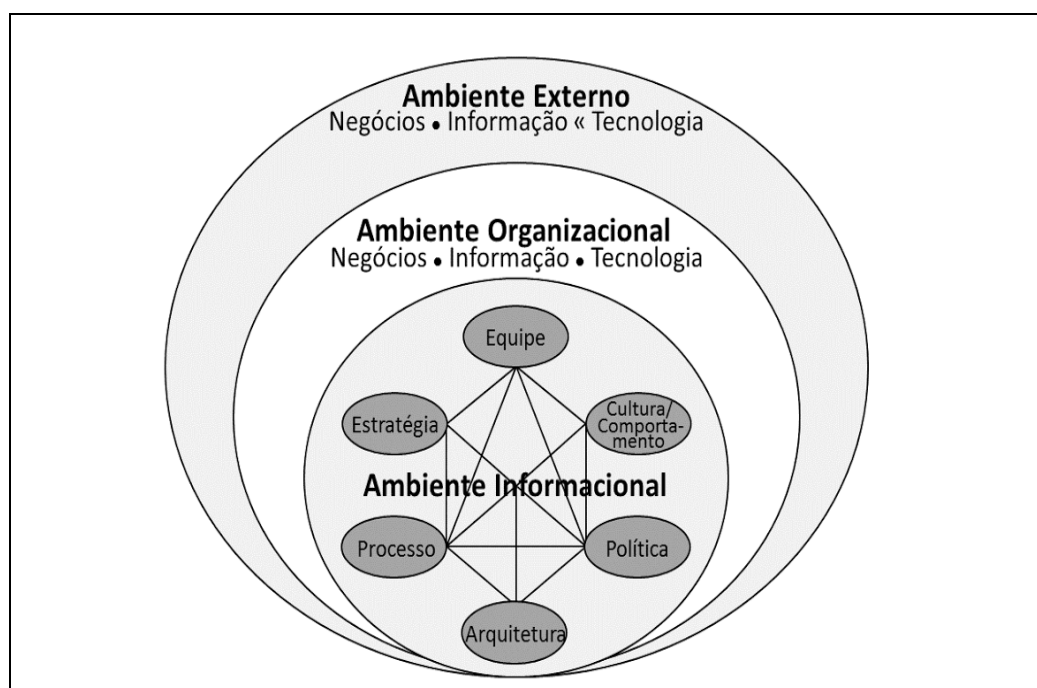 Ambiente Externo
Negócios • Informação « Tecnologia
Ambiente Organizacional
Negócios • Informação • Tecnologia
Equipe
Estratégia
Cultura/
Comporta-
mento
Ambiente Informacional
Processo
Política
Arquitetura